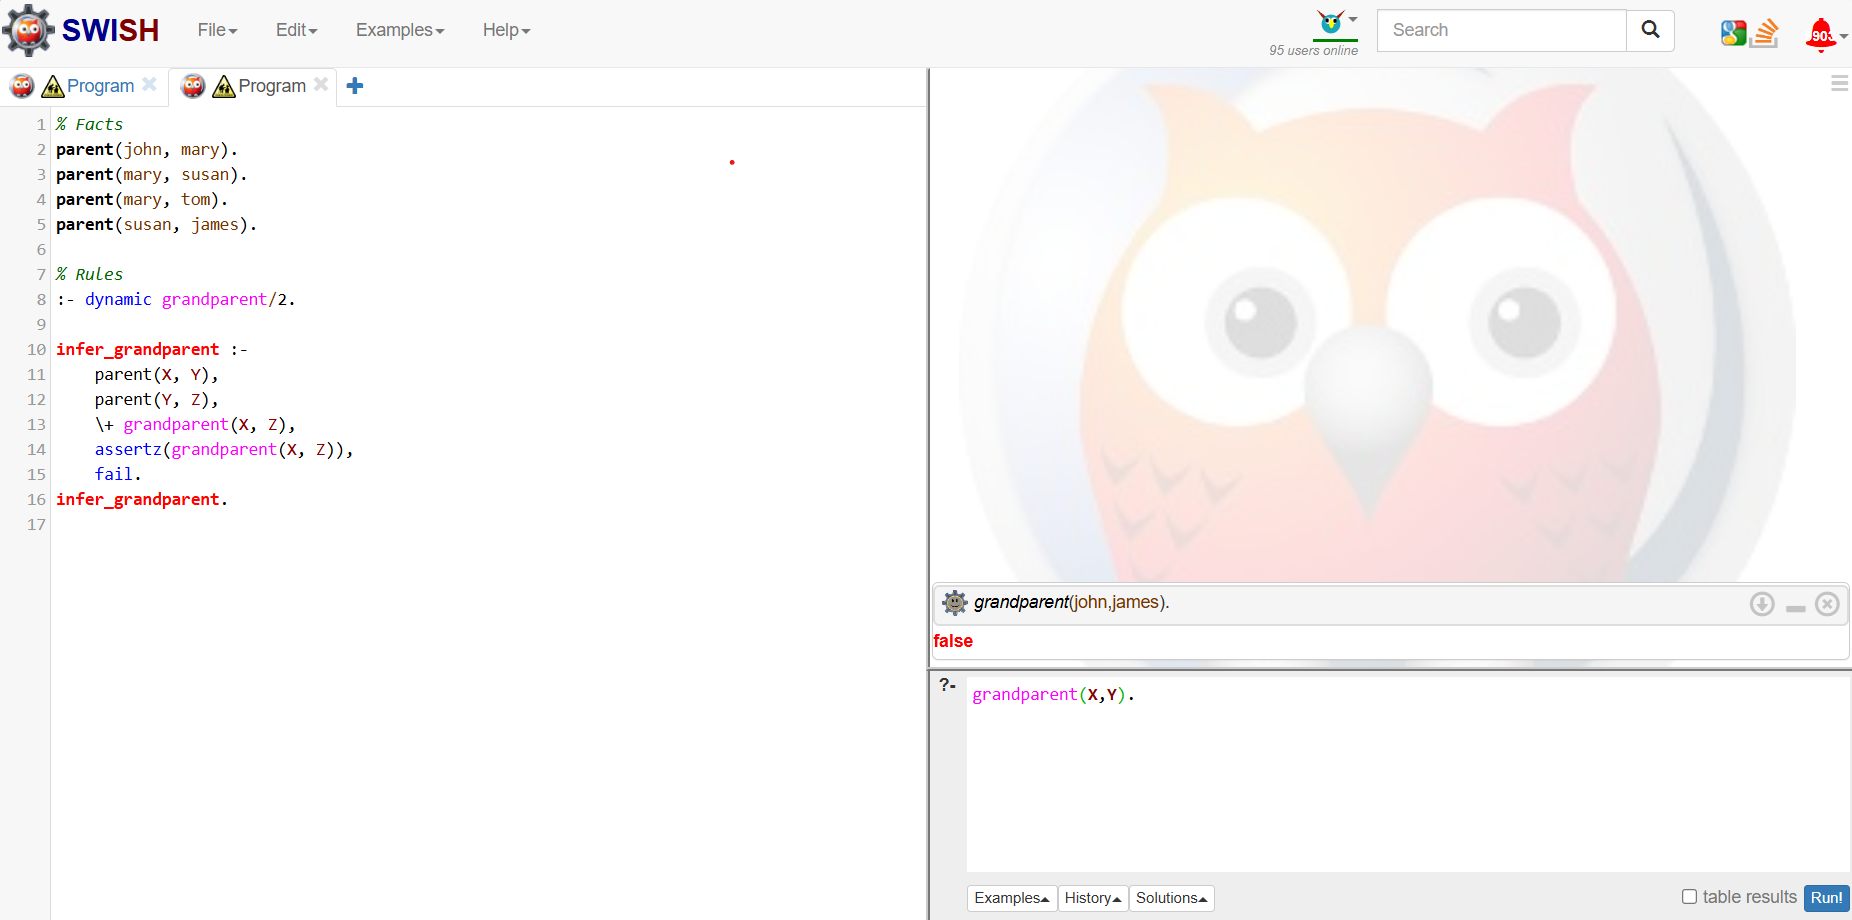 SWISH File Edit Examples Help 95 users online Search 903
Program Program
1 % Facts
2 parent(john, mary).
3 parent(mary, susan).
4 parent(mary, tom).
5 parent(susan, james).
6
7 % Rules
8 :- dynamic grandparent/2.
9
10 infer_grandparent :-
11     parent(X, Y),
12     parent(Y, Z),
13     \+ grandparent(X, Z),
14     assertz(grandparent(X, Z)),
15     fail.
16 infer_grandparent.
17
grandparent(john,james).
false
?- grandparent(X,Y).
Examples History Solutions table results Run!